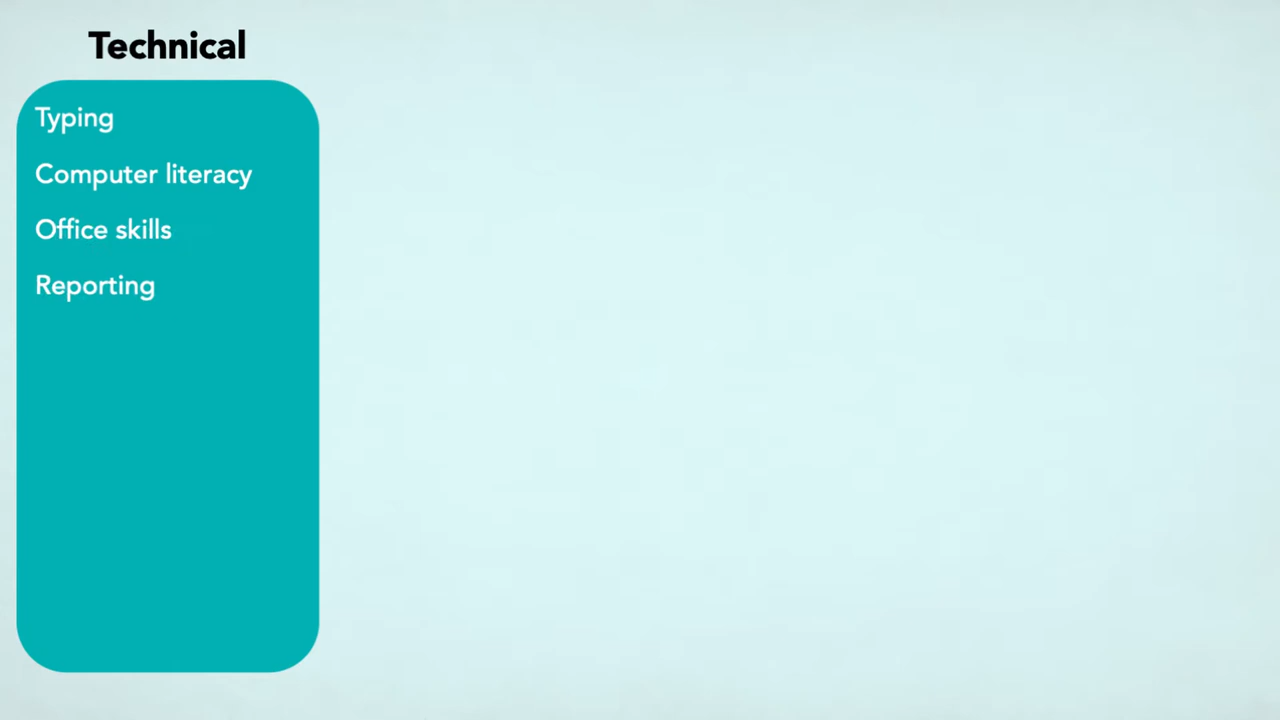 Technical
Typing
Computer literacy
Office skills
Reporting